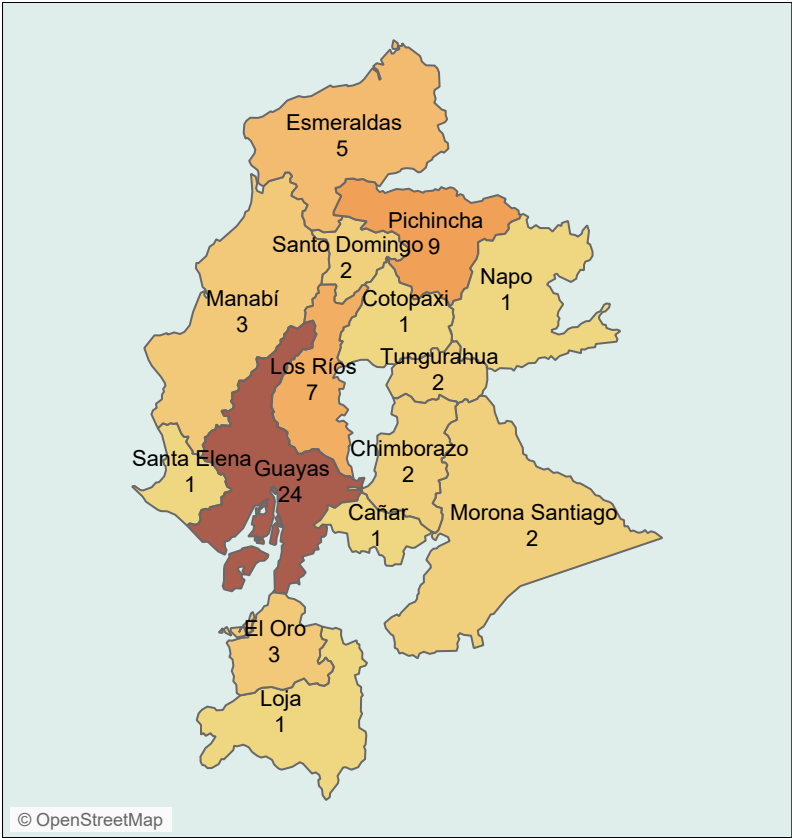 Esmeraldas
5
Pichincha
9
Santo Domingo
2
Napo
1
Manabí
3
Cotopaxi
1
Tungurahua
2
Los Ríos
7
Chimborazo
2
Santa Elena
1
Guayas
24
Cañar
1
Morona Santiago
2
El Oro
3
Loja
1
© OpenStreetMap